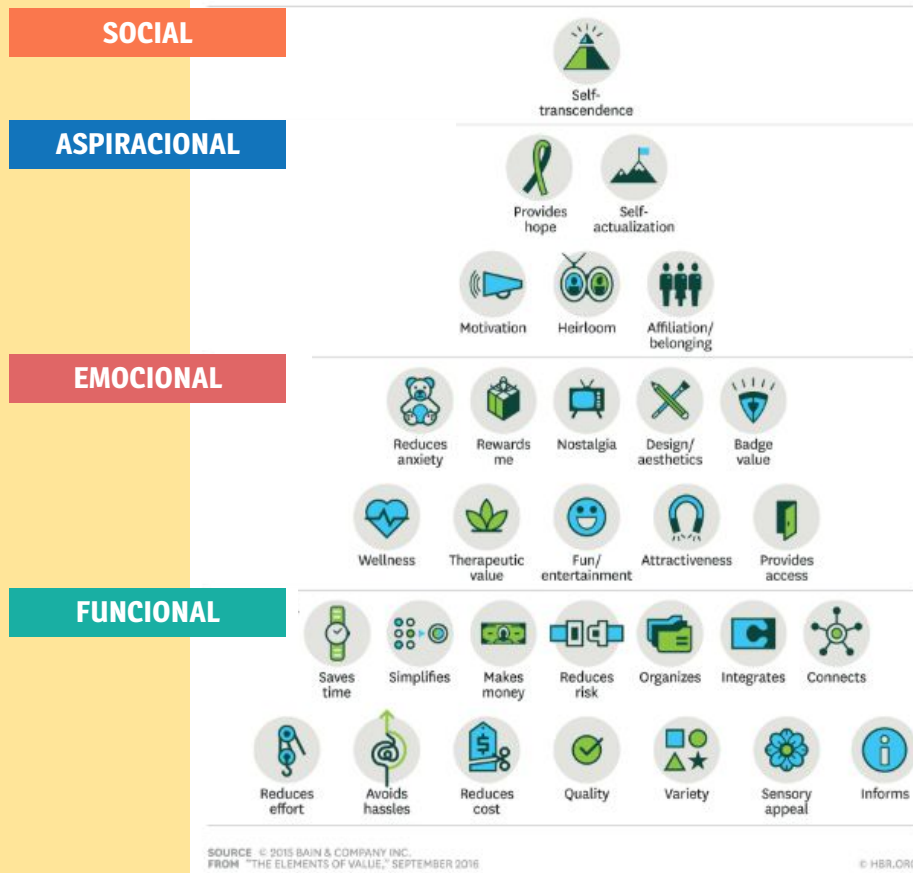 SOCIAL
Self-
transcendence
ASPIRACIONAL
Provides
hope
Self-
actualization
Motivation
Heirloom
Affiliation/
belonging
EMOCIONAL
Reduces
anxiety
Rewards
me
Nostalgia
Design/
aesthetics
Badge
value
Wellness
Therapeutic
value
Fun/
entertainment
Attractiveness
Provides
access
FUNCIONAL
Saves
time
Simplifies
Makes
money
Reduces
risk
Organizes
Integrates
Connects
Reduces
effort
Avoids
hassles
Reduces
cost
Quality
Variety
Sensory
appeal
Informs
SOURCE © 2015 BAIN & COMPANY INC.
FROM "THE ELEMENTS OF VALUE," SEPTEMBER 2016
© HBR.ORG